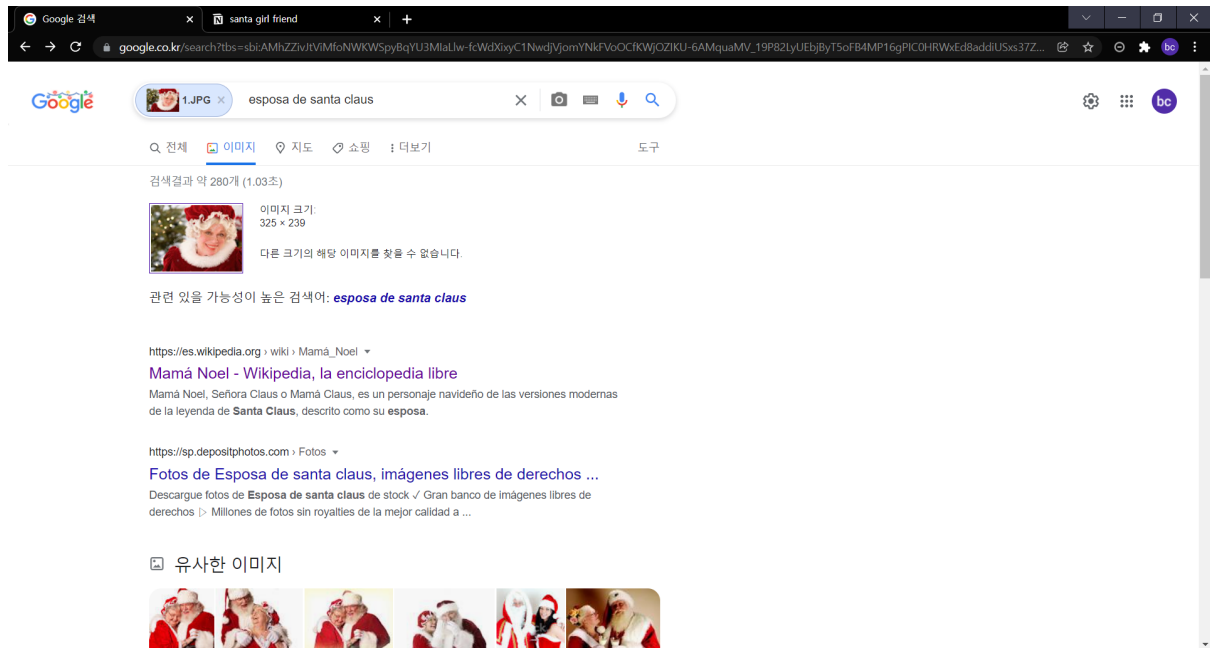 Google 검색
santa girl friend
google.co.kr/search?tbs=sbi:AMhZZivJtViMfoNWKWSpyBqYU3MIaLlw-fcWdXixyC1NwdjVjomYNkFVoOCfKWjOZIKU-6AMquaMV_19P82LyUEbjByT5oFB4MP16gPIC0HRWxEd8addiUSxs37Z...
bc
Google
1.JPG
esposa de santa claus
bc
전체
이미지
지도
쇼핑
더보기
도구
검색결과 약 280개 (1.03초)
이미지 크기:
325 × 239
다른 크기의 해당 이미지를 찾을 수 없습니다.
관련 있을 가능성이 높은 검색어: esposa de santa claus
https://es.wikipedia.org › wiki › Mamá_Noel
Mamá Noel - Wikipedia, la enciclopedia libre
Mamá Noel, Señora Claus o Mamá Claus, es un personaje navideño de las versiones modernas
de la leyenda de Santa Claus, descrito como su esposa.
https://sp.depositphotos.com › Fotos
Fotos de Esposa de santa claus, imágenes libres de derechos ...
Descargue fotos de Esposa de santa claus de stock ✓ Gran banco de imágenes libres de
derechos ▷ Millones de fotos sin royalties de la mejor calidad a ...
유사한 이미지